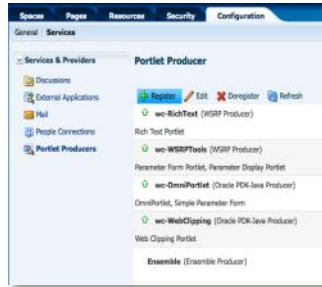 Spaces Pages Resources Security Configuration
General Services
Services & Providers
Discussions
External Applications
Mail
People Connections
Portlet Producers
Portlet Producer
Register Edit Deregister Refresh
wc-RichText (WSRP Producer)
Rich Text Portlet
wc-WSRPTools (WSRP Producer)
Parameter Form Portlet, Parameter Display Portlet
wc-OmniPortlet (Oracle PDK-Java Producer)
OmniPortlet, Simple Parameter Form
wc-WebClipping (Oracle PDK-Java Producer)
Web Clipping Portlet
Ensemble (Ensemble Producer)